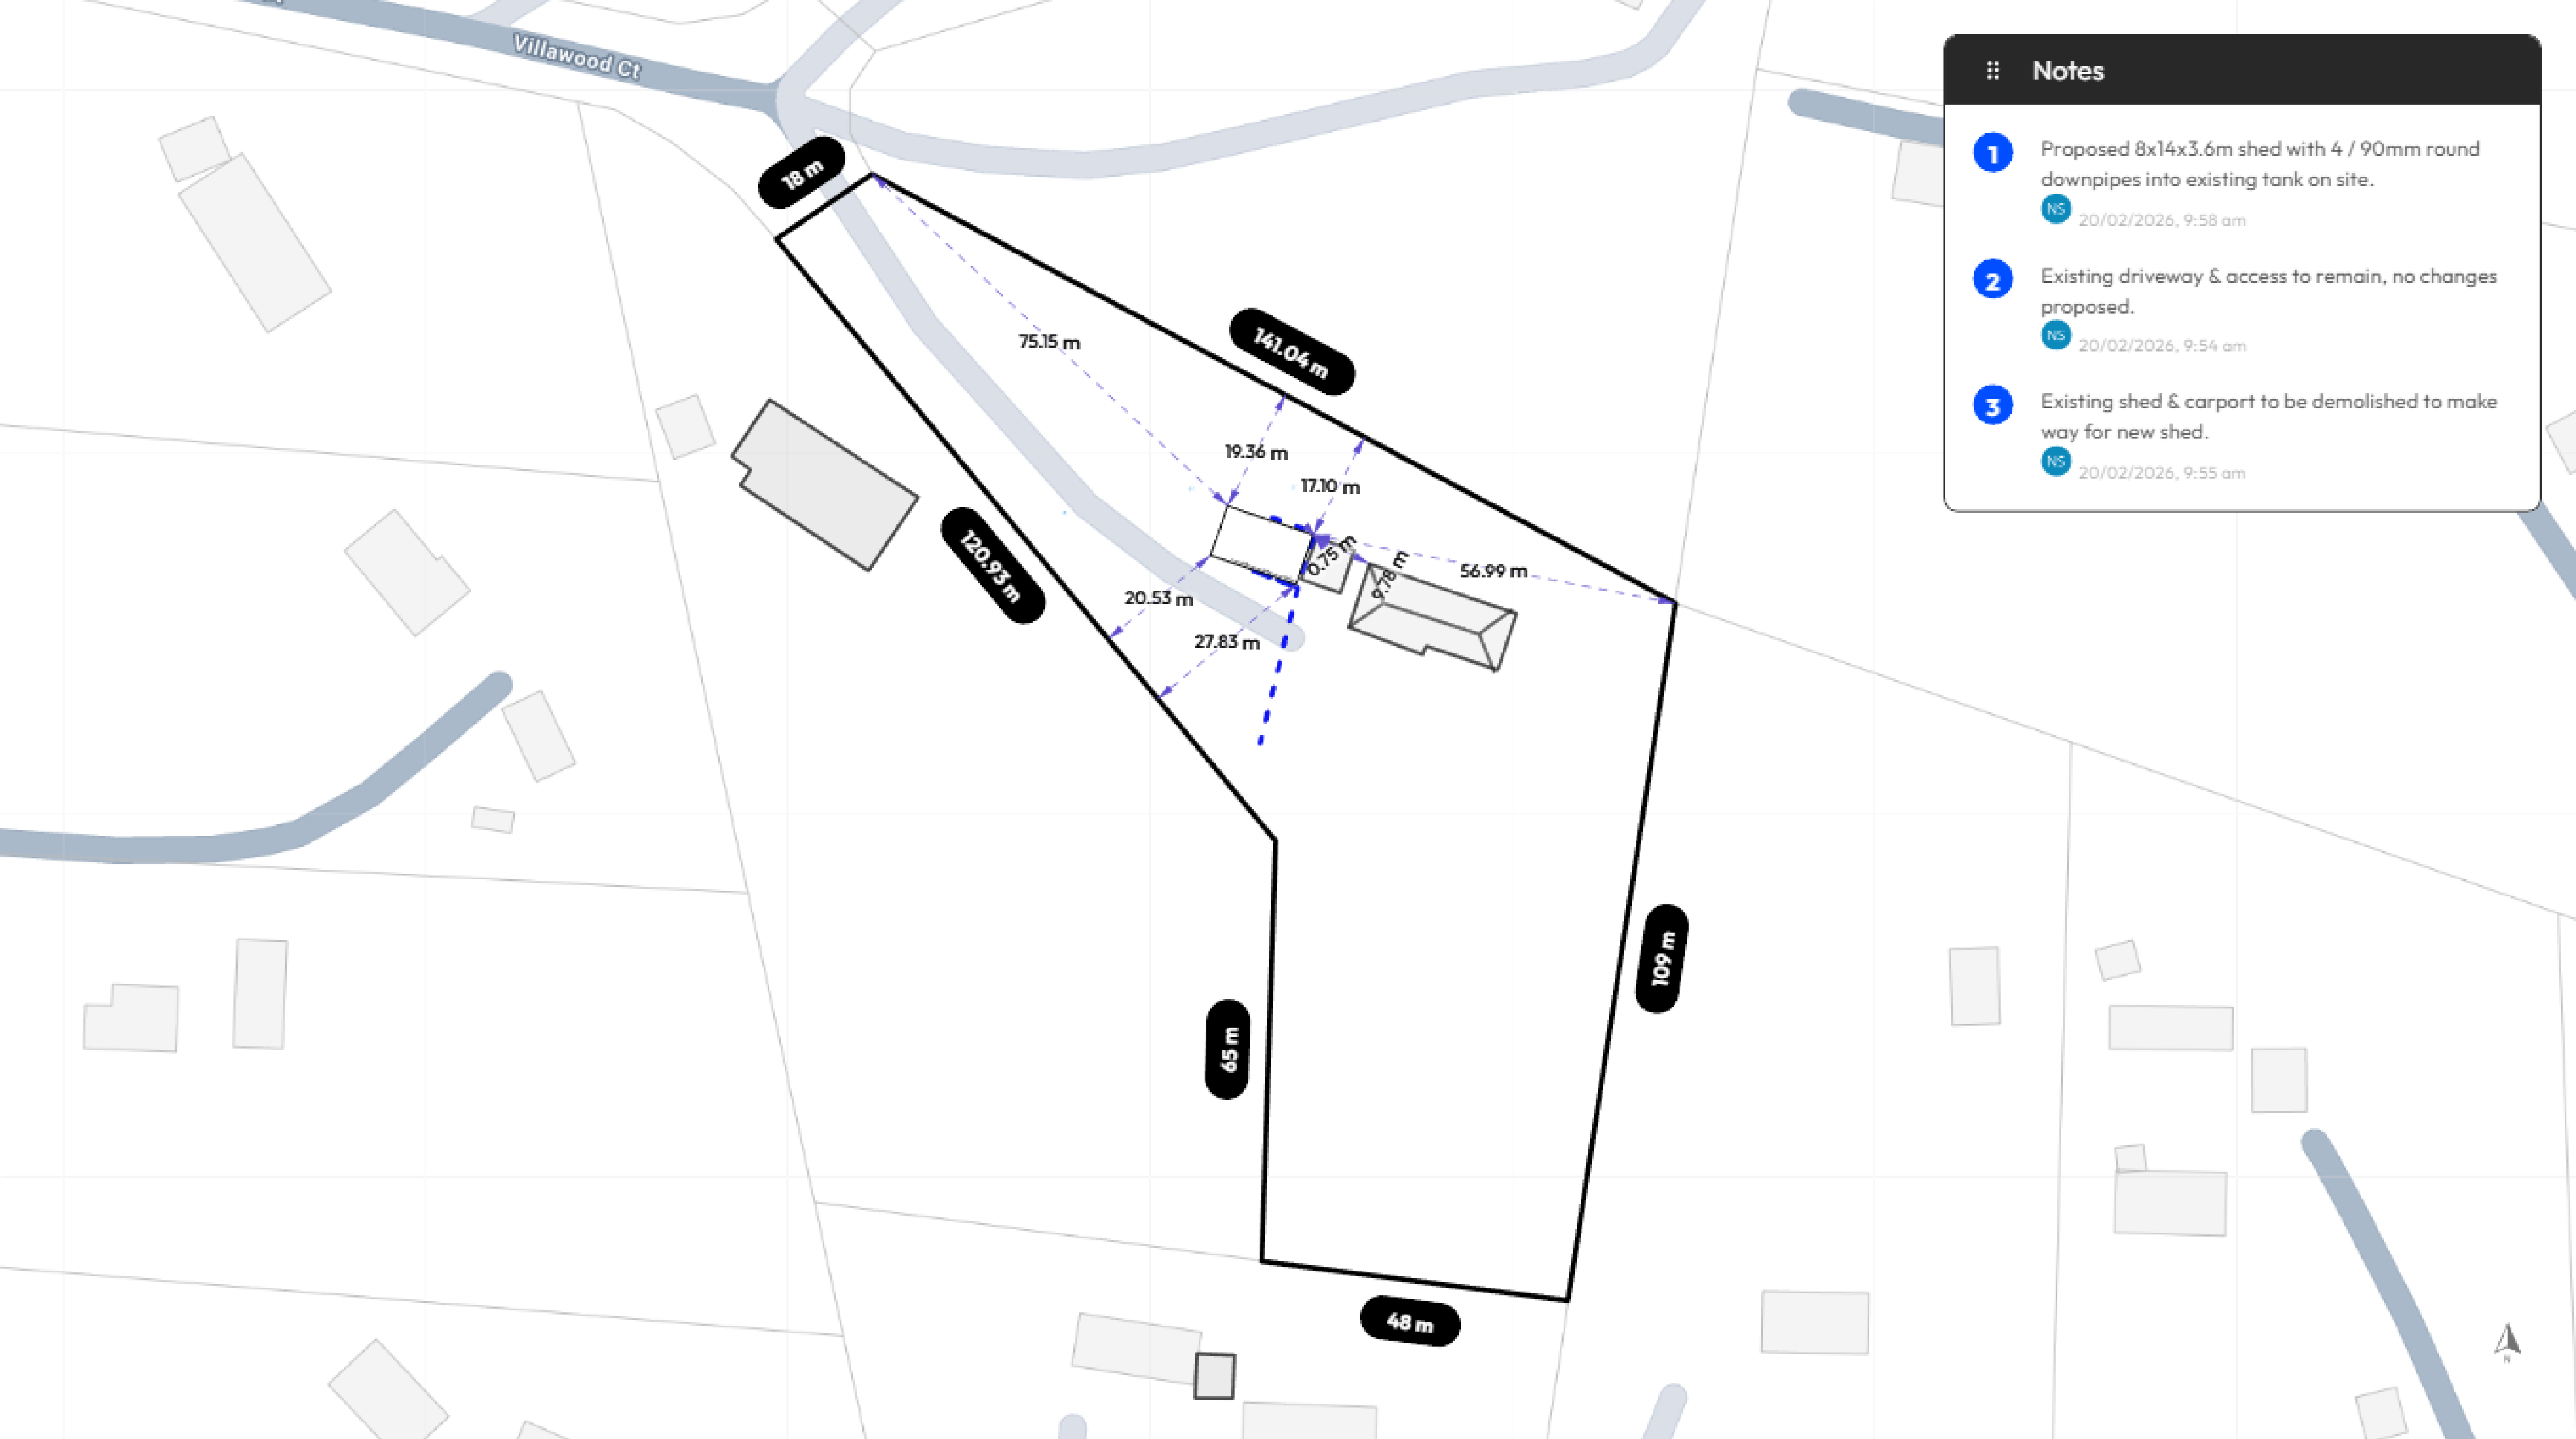 Villawood Ct
18 m
75.15 m
141.04 m
19.36 m
17.10 m
120.93 m
0.75 m
9.78 m
56.99 m
20.53 m
27.83 m
109 m
65 m
48 m
N
Notes
1
Proposed 8x14x3.6m shed with 4 / 90mm round
downpipes into existing tank on site.
NS 20/02/2026, 9:58 am
2
Existing driveway & access to remain, no changes
proposed.
NS 20/02/2026, 9:54 am
3
Existing shed & carport to be demolished to make
way for new shed.
NS 20/02/2026, 9:55 am